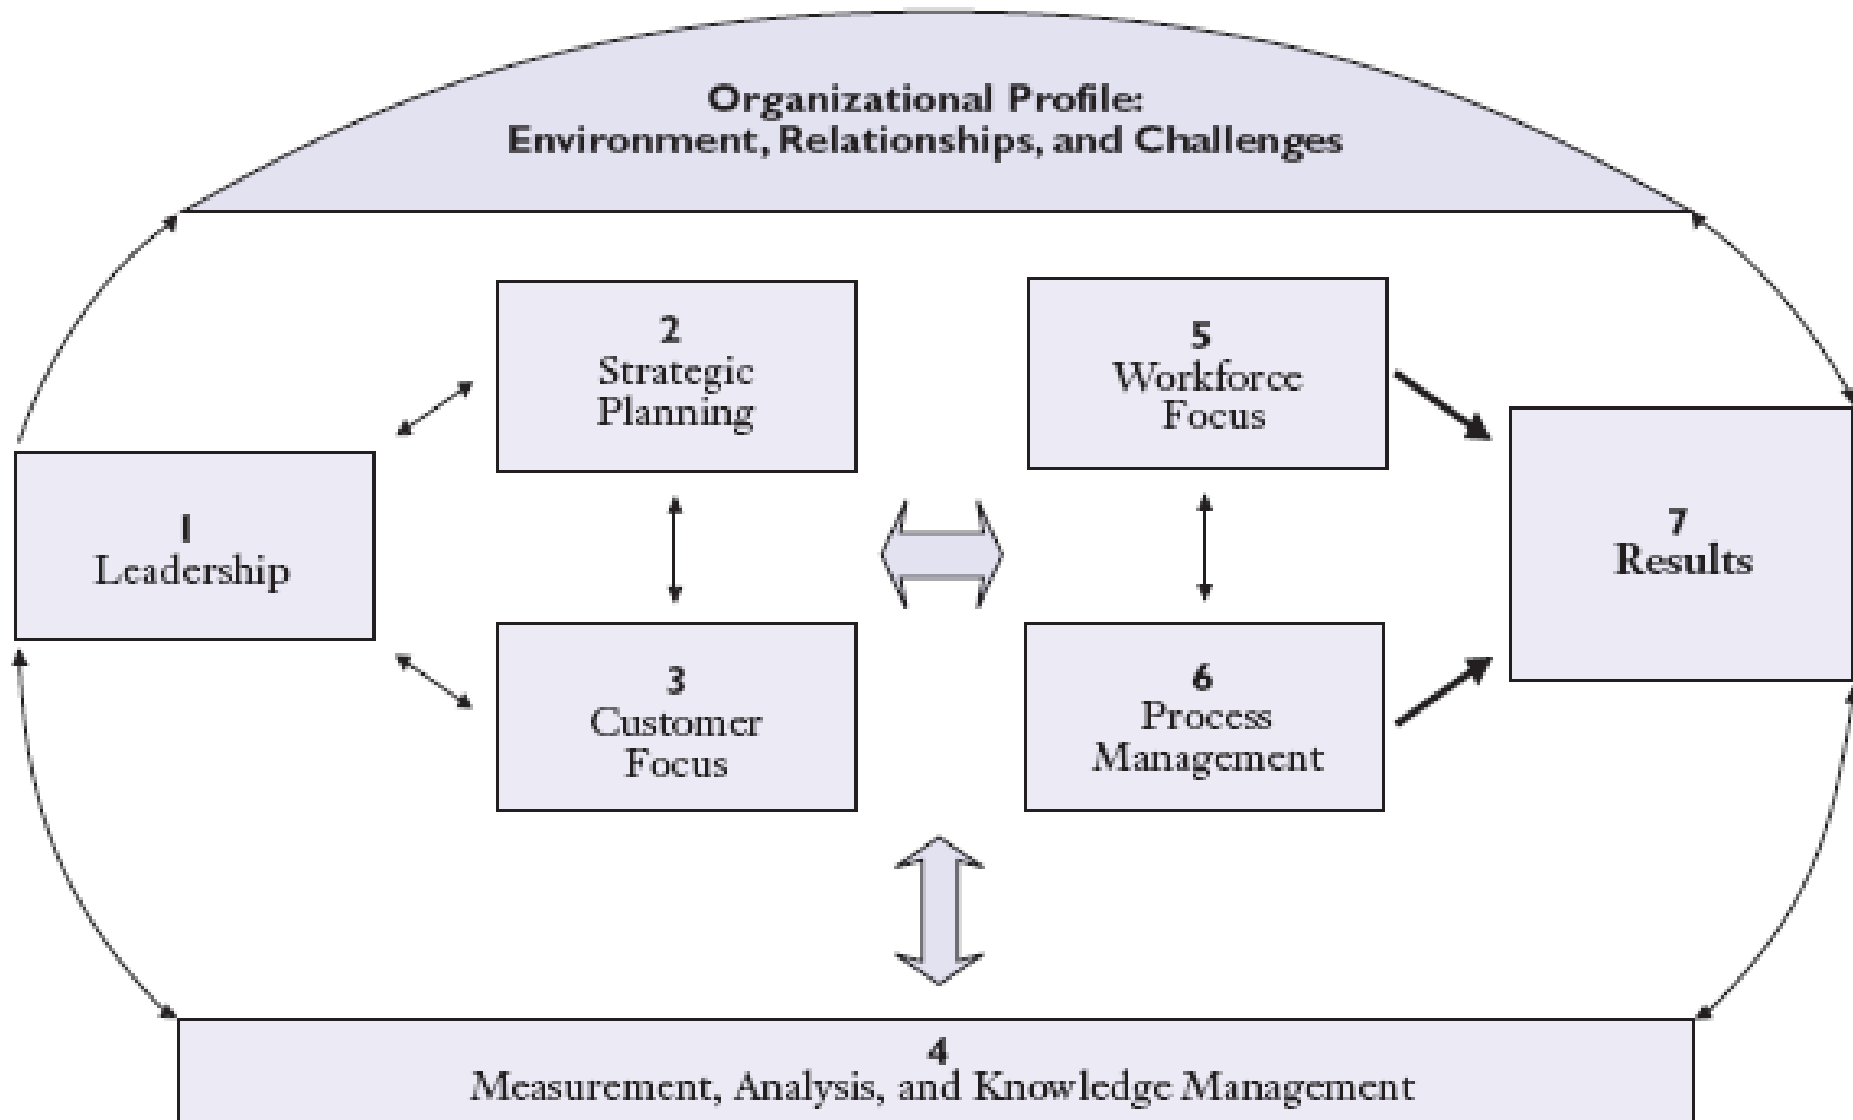 Organizational Profile:
Environment, Relationships, and Challenges
2
Strategic
Planning
5
Workforce
Focus
1
Leadership
7
Results
3
Customer
Focus
6
Process
Management
4
Measurement, Analysis, and Knowledge Management